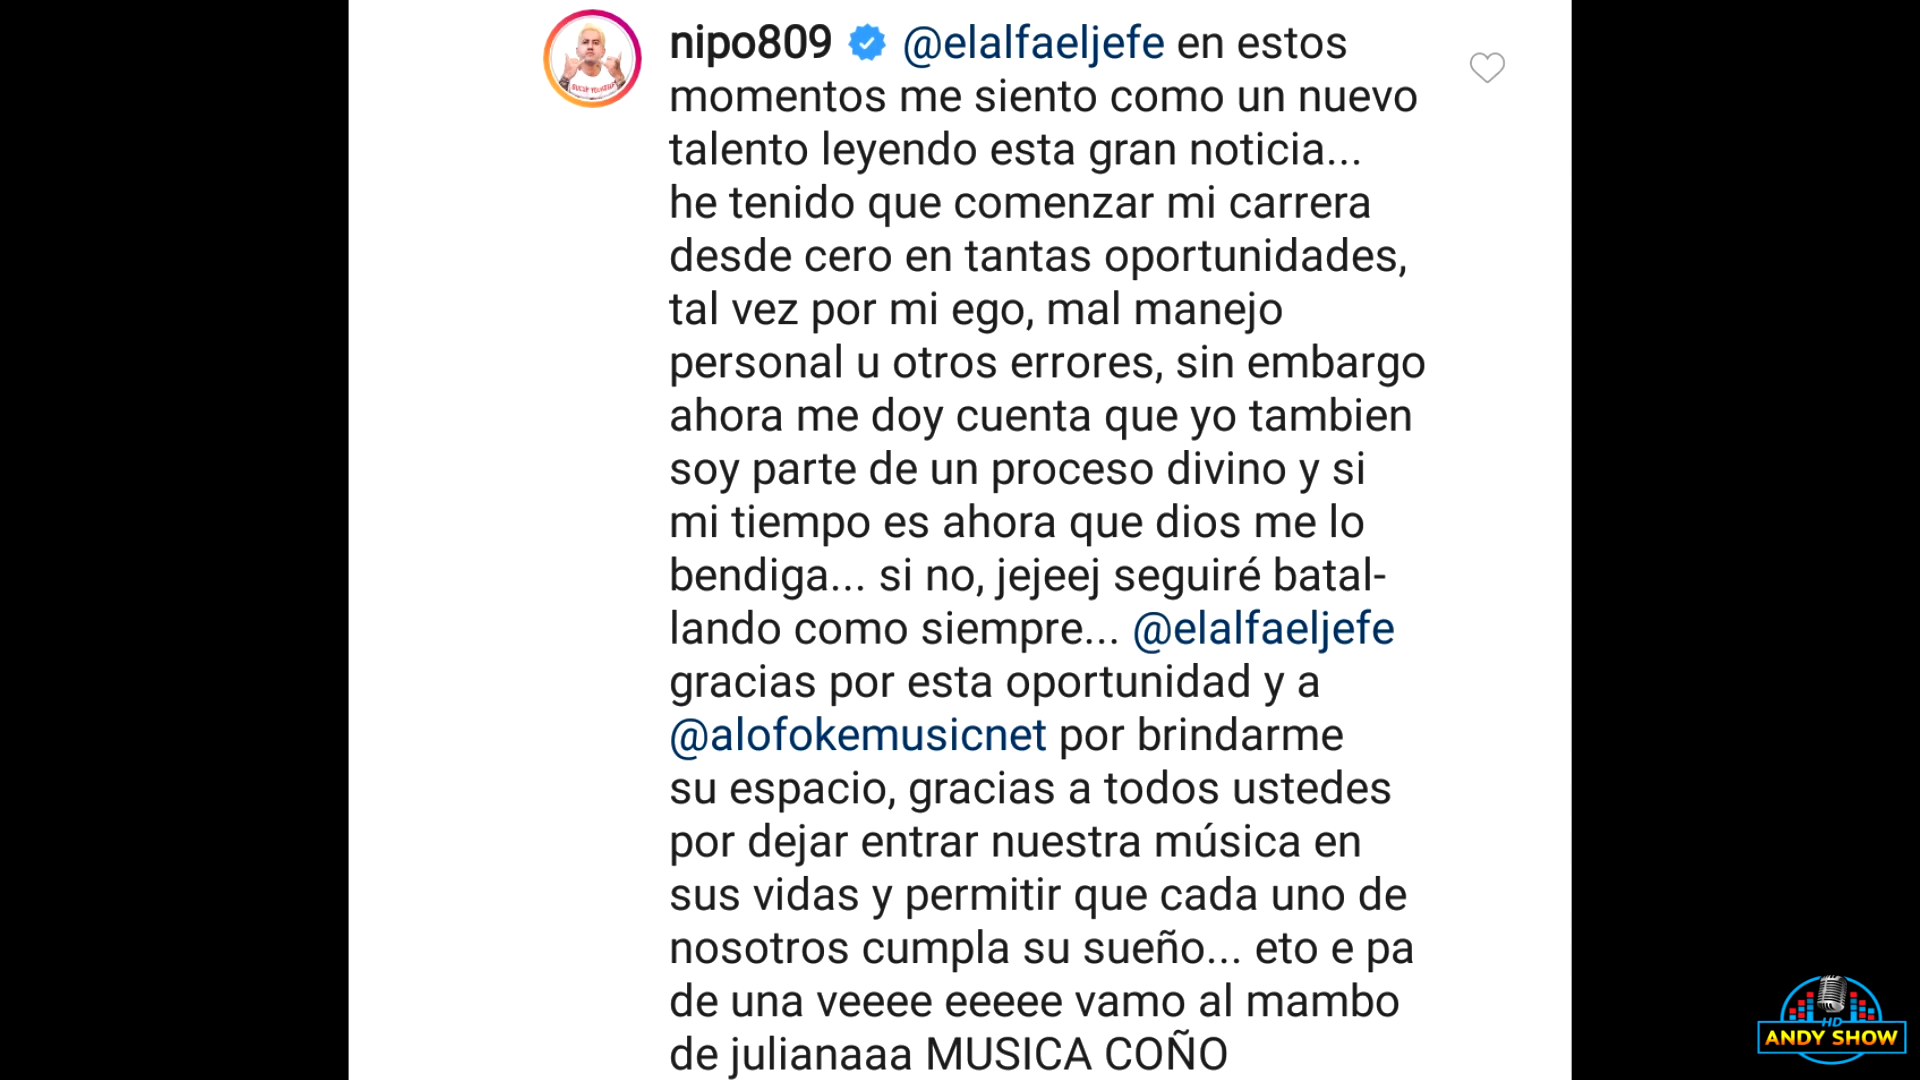 nipo809 @elalfaeljefe en estos
momentos me siento como un nuevo
talento leyendo esta gran noticia...
he tenido que comenzar mi carrera
desde cero en tantas oportunidades,
tal vez por mi ego, mal manejo
personal u otros errores, sin embargo
ahora me doy cuenta que yo tambien
soy parte de un proceso divino y si
mi tiempo es ahora que dios me lo
bendiga... si no, jejeej seguiré batal-
lando como siempre... @elalfaeljefe
gracias por esta oportunidad y a
@alofokemusicnet por brindarme
su espacio, gracias a todos ustedes
por dejar entrar nuestra música en
sus vidas y permitir que cada uno de
nosotros cumpla su sueño... eto e pa
de una veeee eeeee vamo al mambo
de julianaaa MUSICA COÑO
HD
ANDY SHOW